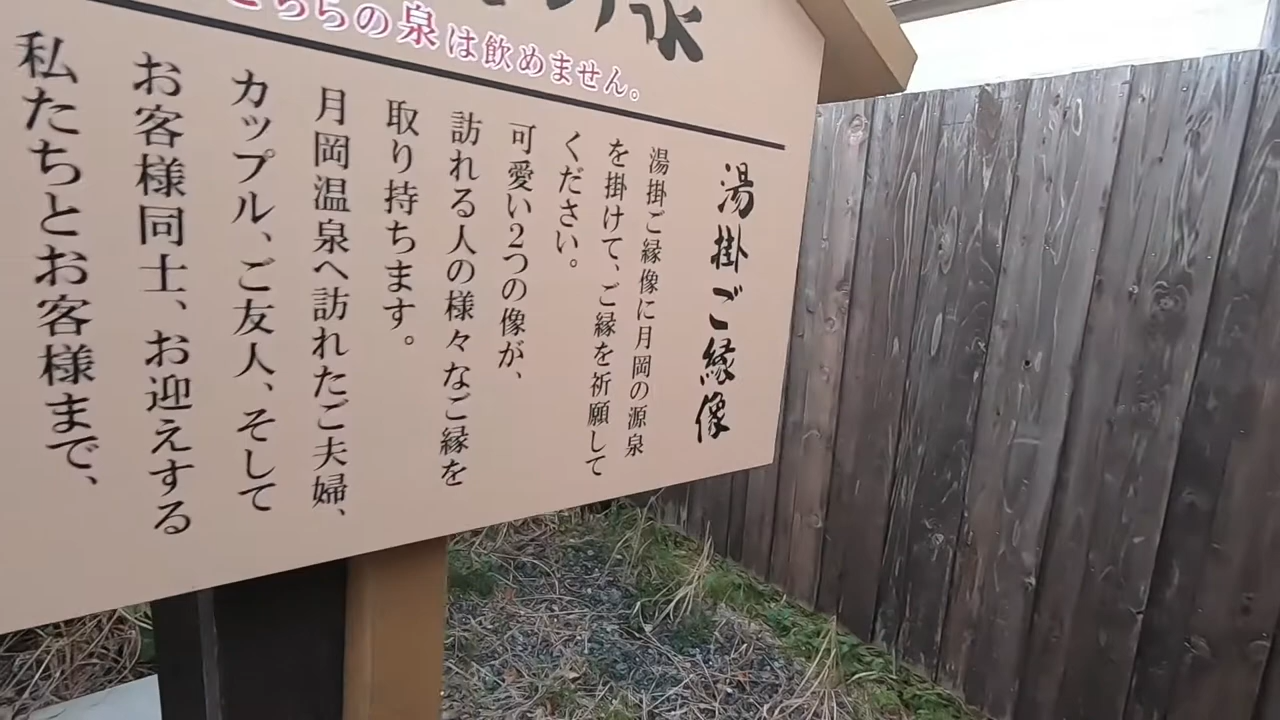 こちらの泉は飲めません。
湯掛ご縁像
湯掛ご縁像に月岡の源泉
を掛けて、ご縁を祈願して
ください。
可愛い2つの像が、
訪れる人の様々なご縁を
取り持ちます。
月岡温泉へ訪れたご夫婦、
カップル、ご友人、そして
お客様同士、お迎えする
私たちとお客様まで、